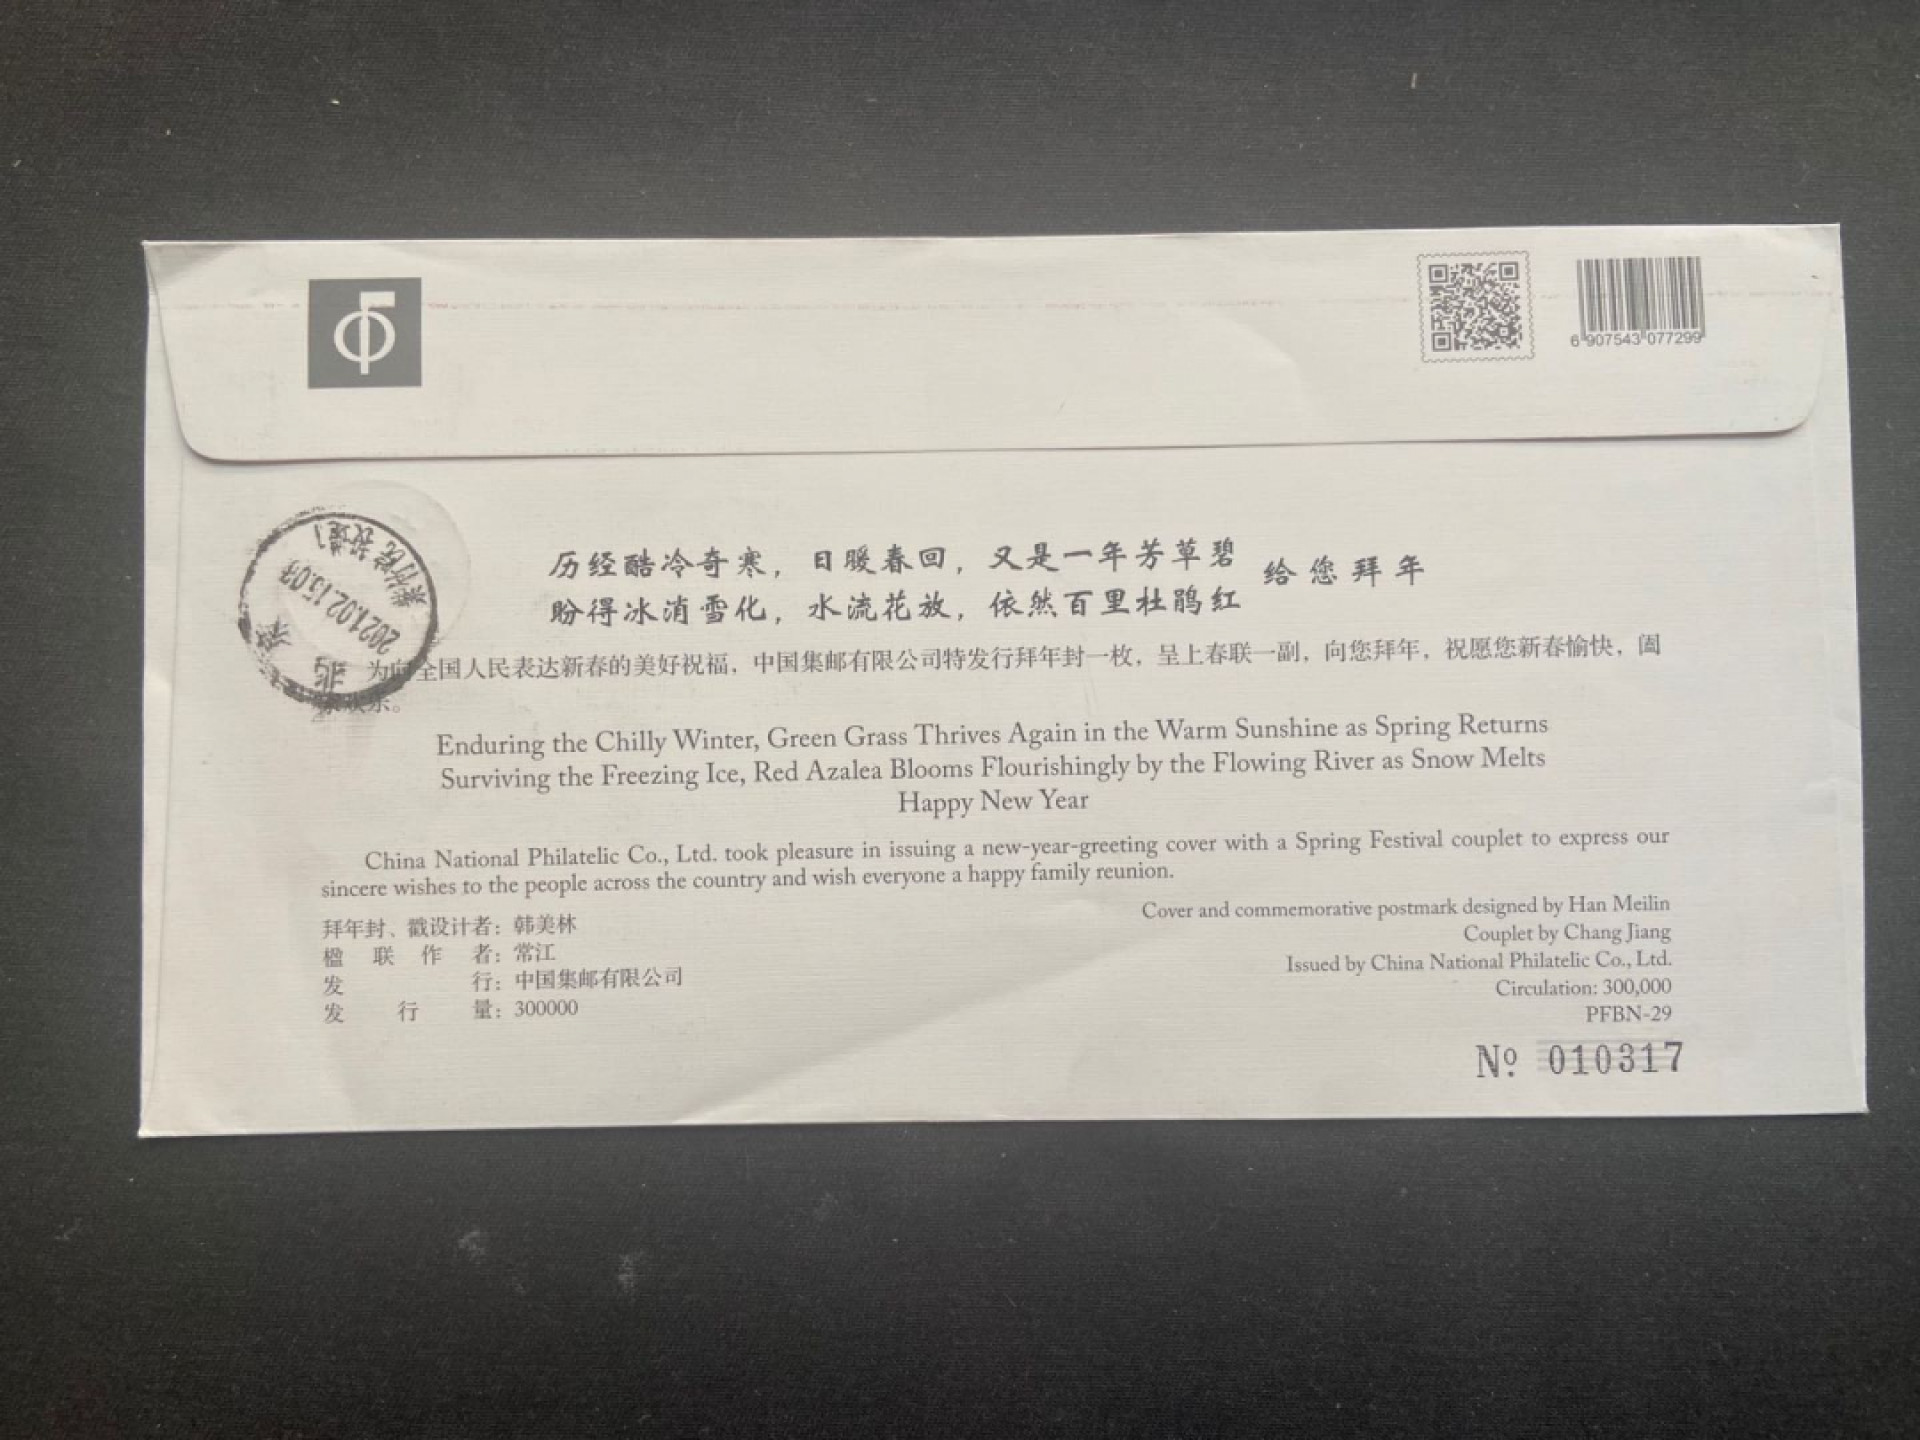 6 907543 077299
历经酷冷奇寒，日暖春回，又是一年芳草碧
盼得冰消雪化，水流花放，依然百里杜鹃红
给您拜年
北京
2021.02.15.07
投递1
为向全国人民表达新春的美好祝福，中国集邮有限公司特发行拜年封一枚，呈上春联一副，向您拜年，祝愿您新春愉快，阖
家欢乐。
Enduring the Chilly Winter, Green Grass Thrives Again in the Warm Sunshine as Spring Returns
Surviving the Freezing Ice, Red Azalea Blooms Flourishingly by the Flowing River as Snow Melts
Happy New Year
China National Philatelic Co., Ltd. took pleasure in issuing a new-year-greeting cover with a Spring Festival couplet to express our
sincere wishes to the people across the country and wish everyone a happy family reunion.
拜年封、戳设计者：韩美林
楹联作者：常江
发行：中国集邮有限公司
发行量：300000
Cover and commemorative postmark designed by Han Meilin
Couplet by Chang Jiang
Issued by China National Philatelic Co., Ltd.
Circulation: 300,000
PFBN-29
Nº 010317